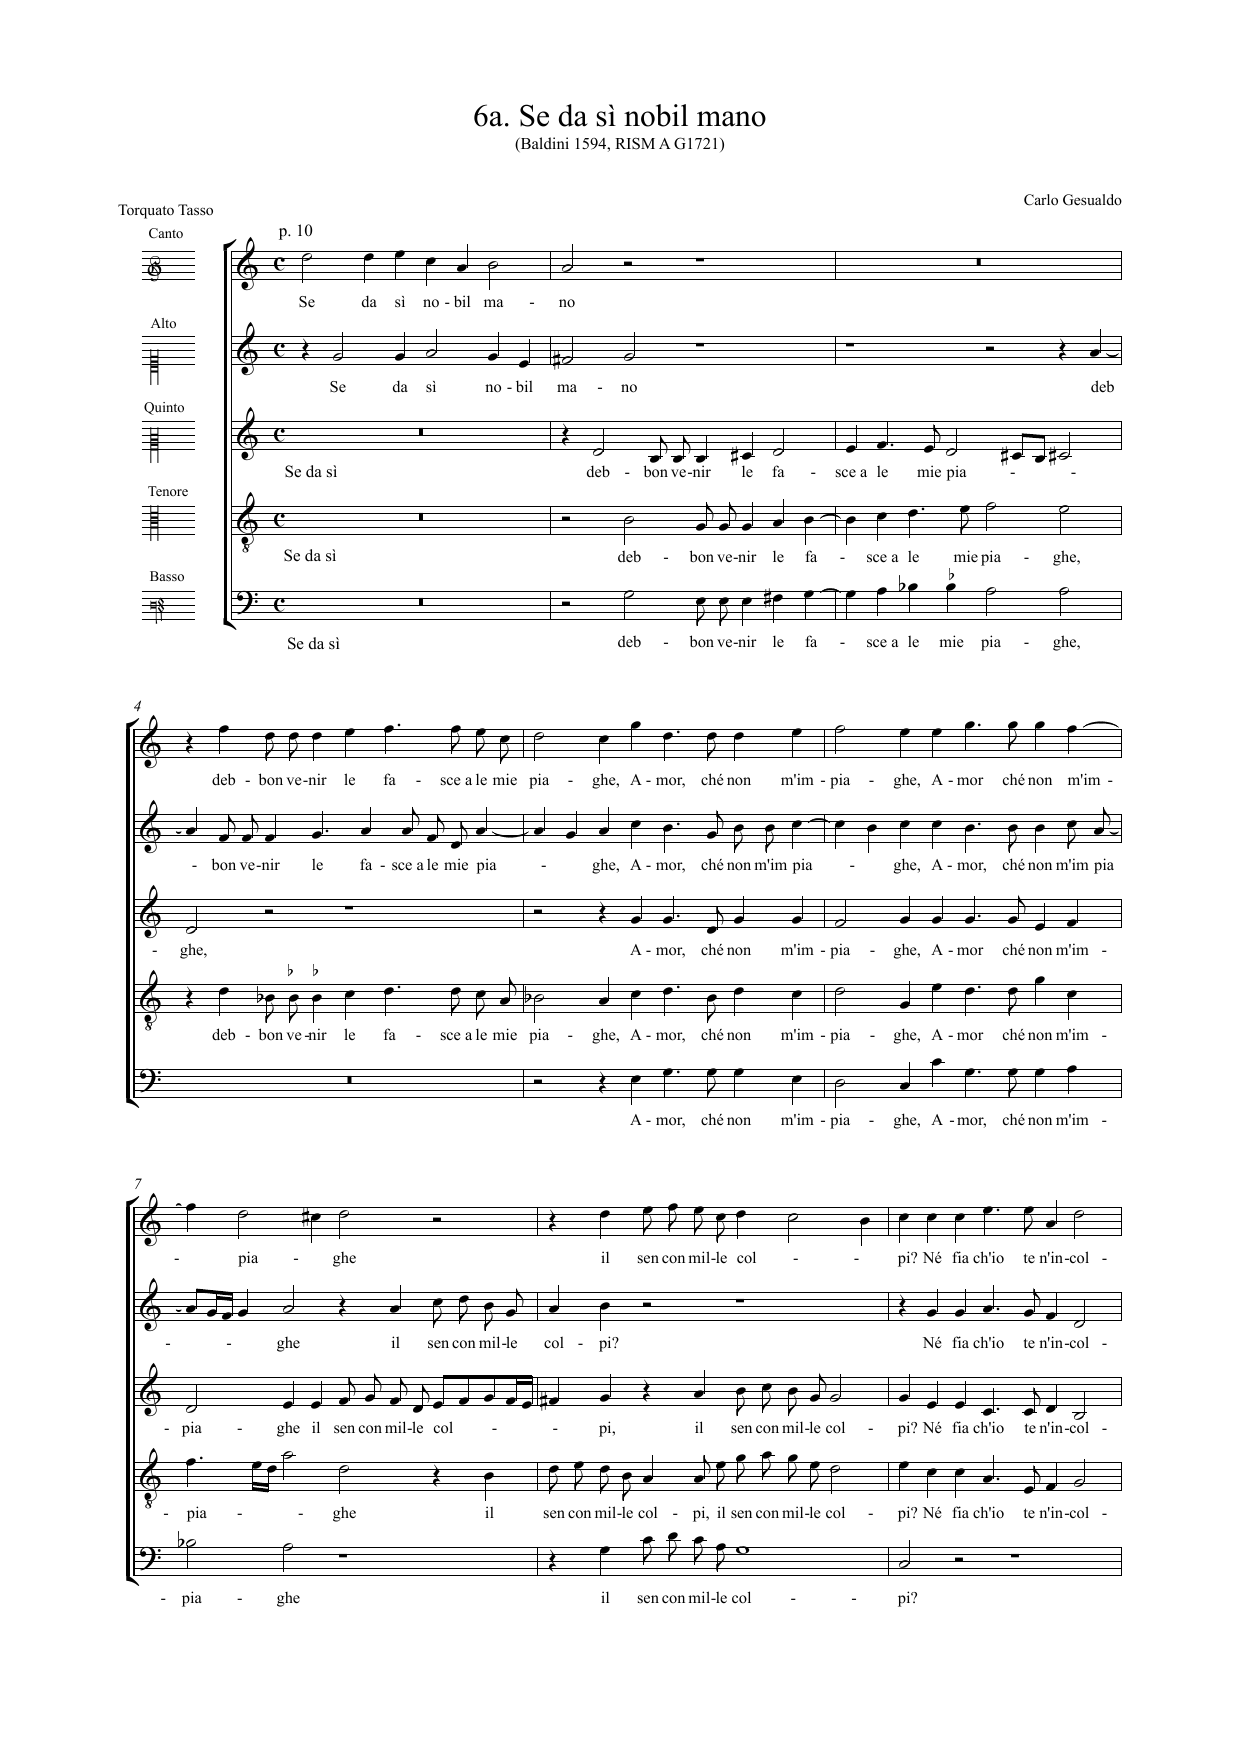 6a. Se da sì nobil mano
(Baldini 1594, RISM A G1721)
Carlo Gesualdo
Torquato Tasso
Canto
p. 10
Se da sì no - bil ma - no
Alto
Se da sì no - bil ma - no deb
Quinto
Se da sì deb - bon ve-nir le fa - sce a le mie pia - -
Tenore
Se da sì deb - bon ve-nir le fa - sce a le mie pia - ghe,
Basso
Se da sì deb - bon ve-nir le fa - sce a le mie pia - ghe,
4
deb - bon ve-nir le fa - sce a le mie pia - ghe, A - mor, ché non m'im - pia - ghe, A - mor ché non m'im -
- bon ve-nir le fa - sce a le mie pia - ghe, A - mor, ché non m'im pia - ghe, A - mor, ché non m'im pia
- ghe, A - mor, ché non m'im - pia - ghe, A - mor ché non m'im -
deb - bon ve-nir le fa - sce a le mie pia - ghe, A - mor, ché non m'im - pia - ghe, A - mor ché non m'im -
A - mor, ché non m'im - pia - ghe, A - mor, ché non m'im -
7
- pia - ghe il sen con mil-le col - - pi? Né fia ch'io te n'in-col -
- - ghe il sen con mil-le col - pi? Né fia ch'io te n'in-col -
- pia - ghe il sen con mil-le col - - pi, il sen con mil-le col - pi? Né fia ch'io te n'in-col -
- pia - - ghe il sen con mil-le col - pi, il sen con mil-le col - pi? Né fia ch'io te n'in-col -
- pia - ghe il sen con mil-le col - - pi?